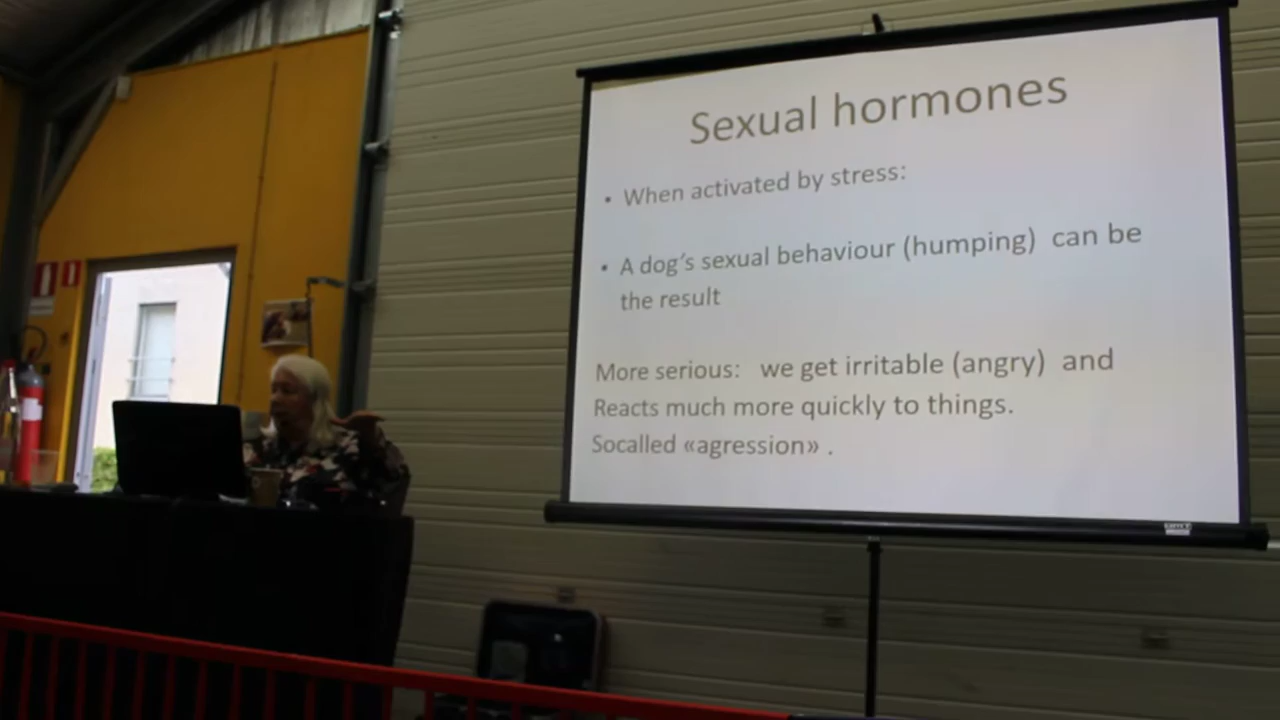 Sexual hormones
• When activated by stress:
• A dog's sexual behaviour (humping) can be
the result
More serious: we get irritable (angry) and
Reacts much more quickly to things.
Socalled «agression» .